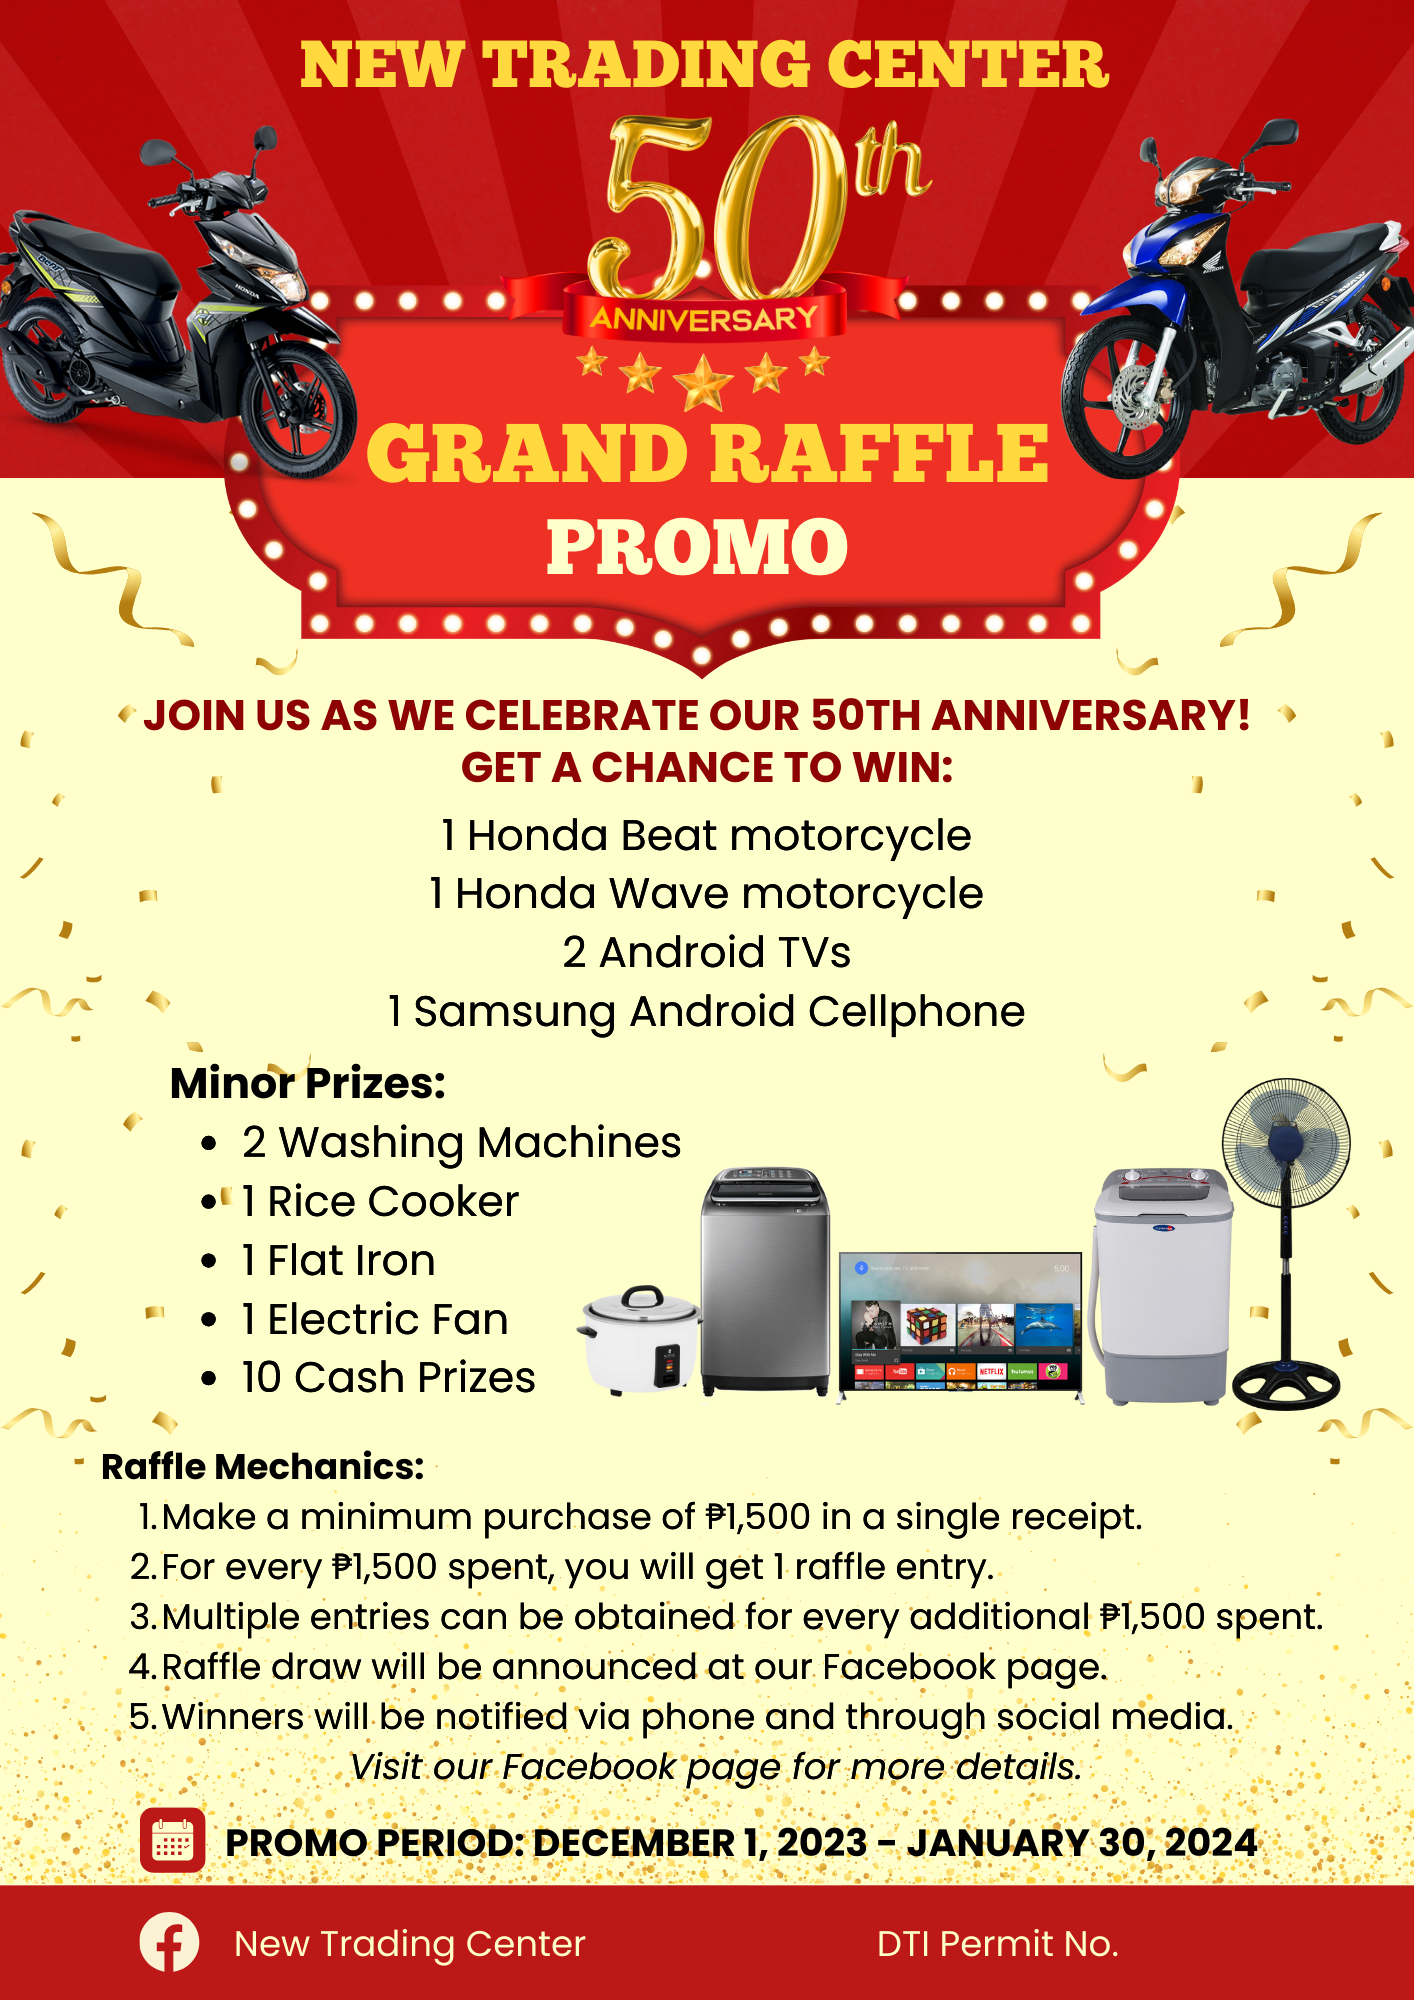 NEW TRADING CENTER
50th
ANNIVERSARY
GRAND RAFFLE
PROMO
JOIN US AS WE CELEBRATE OUR 50TH ANNIVERSARY!
GET A CHANCE TO WIN:
1 Honda Beat motorcycle
1 Honda Wave motorcycle
2 Android TVs
1 Samsung Android Cellphone
Minor Prizes:
• 2 Washing Machines
• 1 Rice Cooker
• 1 Flat Iron
• 1 Electric Fan
• 10 Cash Prizes
Raffle Mechanics:
1. Make a minimum purchase of ₱1,500 in a single receipt.
2. For every ₱1,500 spent, you will get 1 raffle entry.
3. Multiple entries can be obtained for every additional ₱1,500 spent.
4. Raffle draw will be announced at our Facebook page.
5. Winners will be notified via phone and through social media.
Visit our Facebook page for more details.
PROMO PERIOD: DECEMBER 1, 2023 - JANUARY 30, 2024
New Trading Center
DTI Permit No.